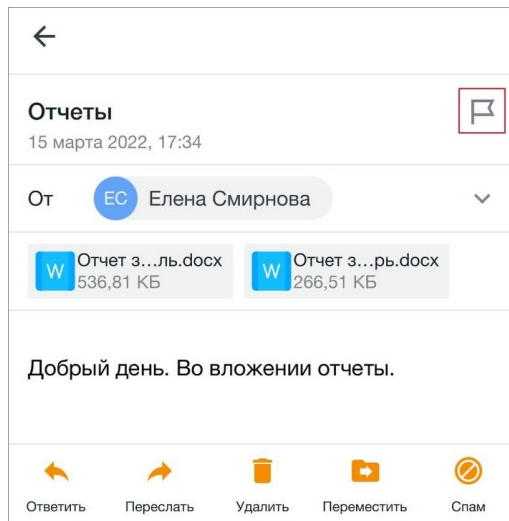 Отчеты
15 марта 2022, 17:34
От ЕС Елена Смирнова
W Отчет з...ль.docx W Отчет з...рь.docx
536,81 КБ 266,51 КБ
Добрый день. Во вложении отчеты.
Ответить Переслать Удалить Переместить Спам